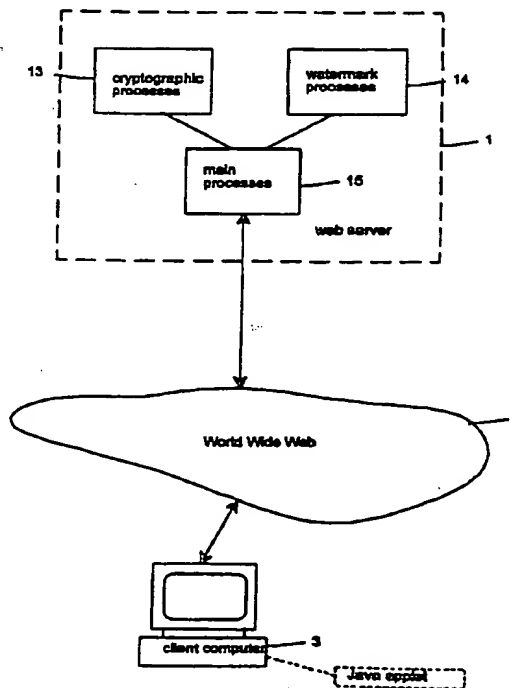 13
cryptographic
processes
watermark
processes
14
1
main
processes
15
web server
World Wide Web
client computer
3
Java applet